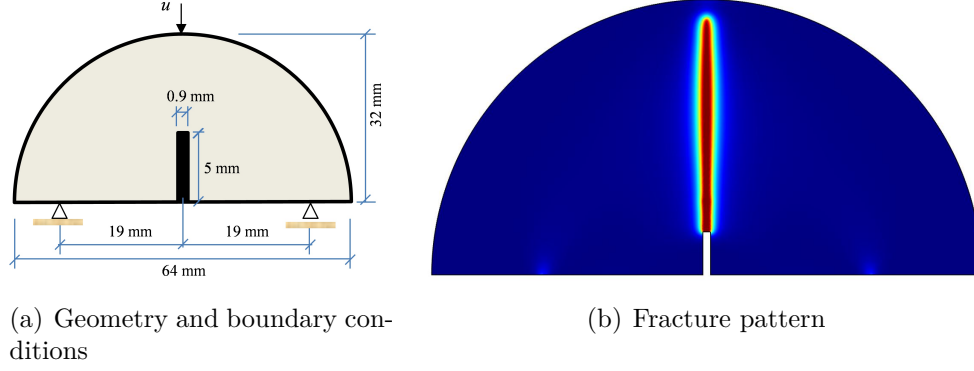 u
0.9 mm
32 mm
5 mm
19 mm
19 mm
64 mm
(a) Geometry and boundary con-
ditions
(b) Fracture pattern